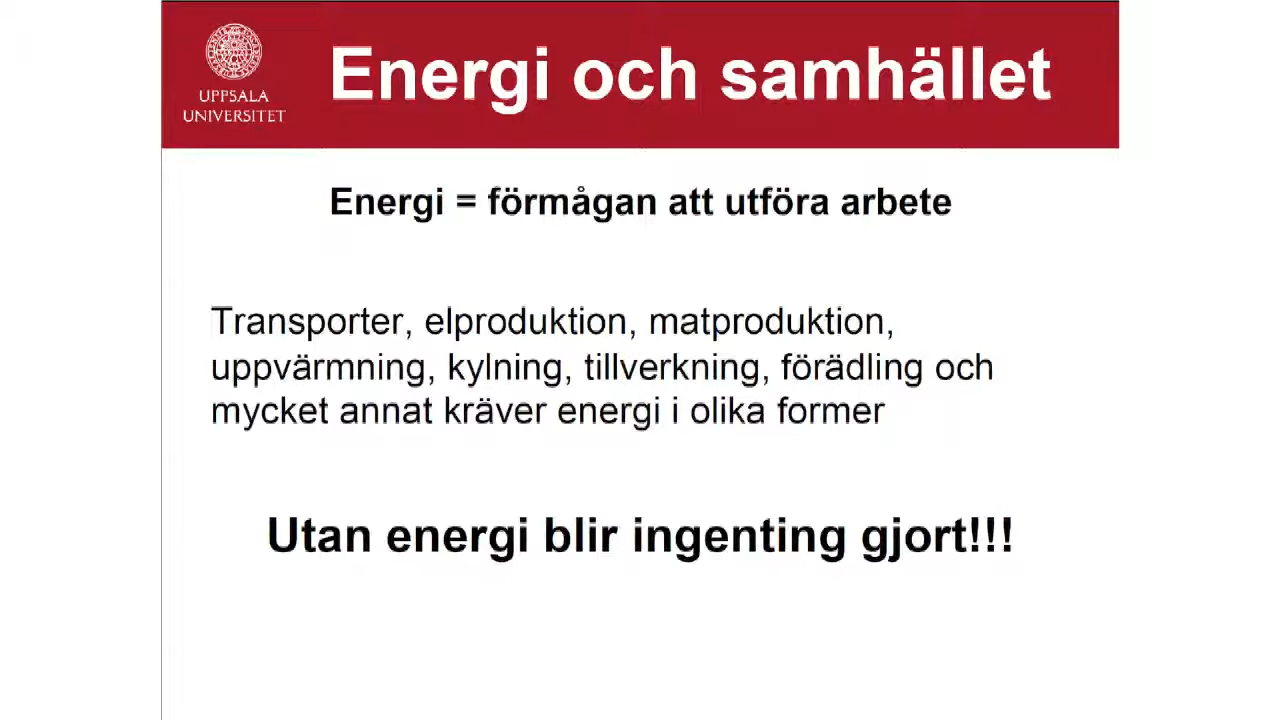 UPPSALA
UNIVERSITET
Energi och samhället
Energi = förmågan att utföra arbete
Transporter, elproduktion, matproduktion,
uppvärmning, kylning, tillverkning, förädling och
mycket annat kräver energi i olika former
Utan energi blir ingenting gjort!!!